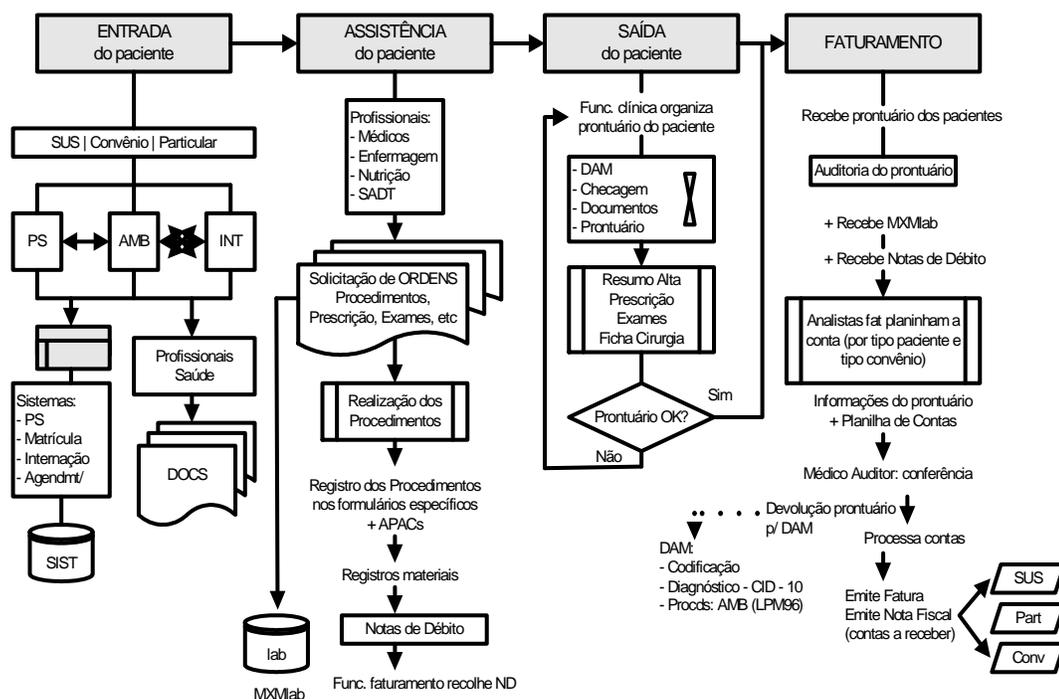 ENTRADA
do paciente
SUS | Convênio | Particular
PS
AMB
INT
Sistemas:
- PS
- Matrícula
- Internação
- Agendmt/
SIST
Profissionais
Saúde
DOCS
ASSISTÊNCIA
do paciente
Profissionais:
- Médicos
- Enfermagem
- Nutrição
- SADT
Solicitação de ORDENS
Procedimentos,
Prescrição, Exames, etc
Realização dos
Procedimentos
Registro dos Procedimentos
nos formulários específicos
+ APACs
Registros materiais
Notas de Débito
Func. faturamento recolhe ND
lab
MXMlab
SAÍDA
do paciente
Func. clínica organiza
prontuário do paciente
- DAM
- Checagem
- Documentos
- Prontuário
Resumo Alta
Prescrição
Exames
Ficha Cirurgia
Prontuário OK?
Sim
Não
FATURAMENTO
Recebe prontuário dos pacientes
Auditoria do prontuário
+ Recebe MXMlab
+ Recebe Notas de Débito
Analistas fat planinham a
conta (por tipo paciente e
tipo convênio)
Informações do prontuário
+ Planilha de Contas
Médico Auditor: conferência
Devolução prontuário
p/ DAM
DAM:
- Codificação
- Diagnóstico - CID - 10
- Procds: AMB (LPM96)
Processa contas
Emite Fatura
Emite Nota Fiscal
(contas a receber)
SUS
Part
Conv